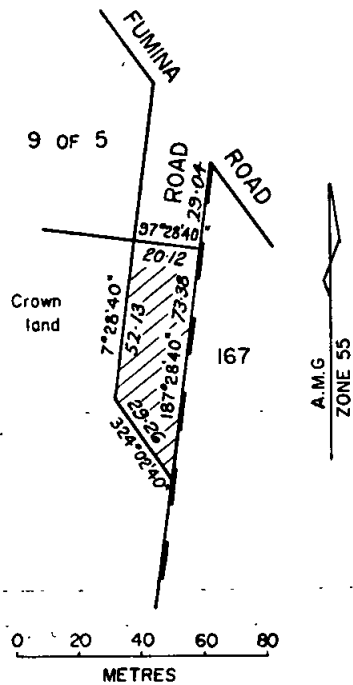 FUMINA
9 OF 5
ROAD
ROAD
29·04
97°28'40"
20·12
Crown
land
7°28'40"
52·13
187°28'40"
73·38
167
29·26
324°02'40"
A.M.G
ZONE 55
0 20 40 60 80
METRES